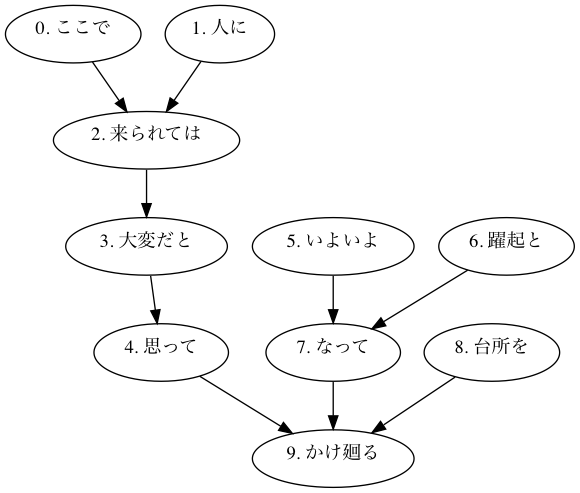 0. ここで
1. 人に
2. 来られては
3. 大変だと
5. いよいよ
6. 躍起と
4. 思って
7. なって
8. 台所を
9. かけ廻る